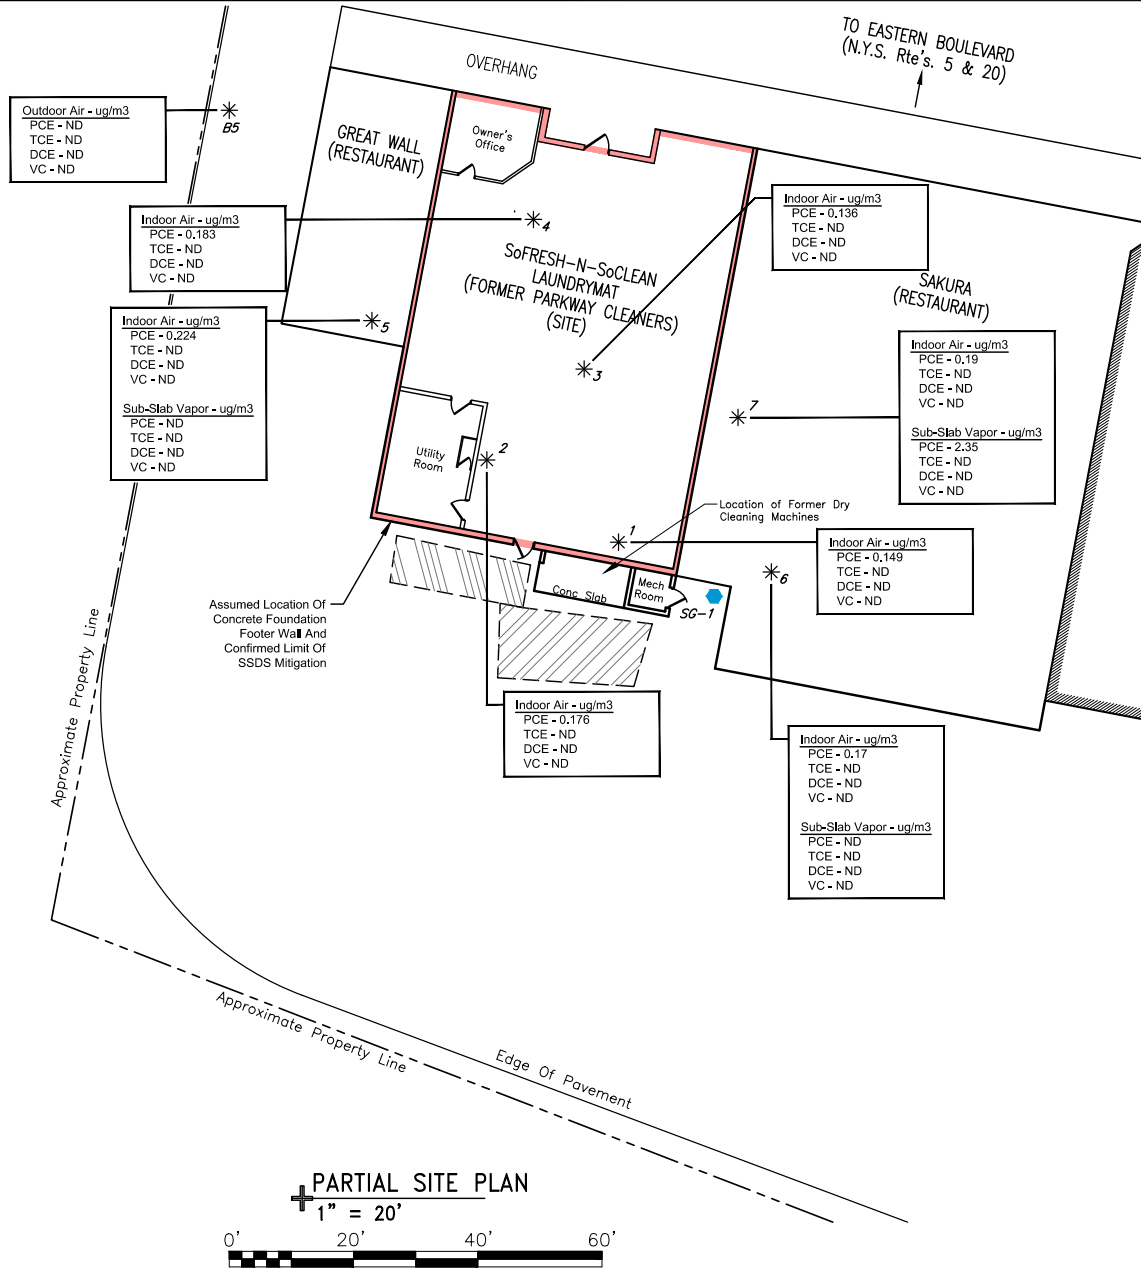 TO EASTERN BOULEVARD
(N.Y.S. Rte's. 5 & 20)
OVERHANG
Outdoor Air - ug/m3
PCE - ND
TCE - ND
DCE - ND
VC - ND
B5
GREAT WALL
(RESTAURANT)
Owner's
Office
Indoor Air - ug/m3
PCE - 0.183
TCE - ND
DCE - ND
VC - ND
4
Indoor Air - ug/m3
PCE - 0.136
TCE - ND
DCE - ND
VC - ND
SoFRESH-N-SoCLEAN
LAUNDRYMAT
(FORMER PARKWAY CLEANERS)
(SITE)
SAKURA
(RESTAURANT)
Indoor Air - ug/m3
PCE - 0.224
TCE - ND
DCE - ND
VC - ND
Sub-Slab Vapor - ug/m3
PCE - ND
TCE - ND
DCE - ND
VC - ND
5
3
Indoor Air - ug/m3
PCE - 0.19
TCE - ND
DCE - ND
VC - ND
Sub-Slab Vapor - ug/m3
PCE - 2.35
TCE - ND
DCE - ND
VC - ND
7
Utility
Room
2
Location of Former Dry
Cleaning Machines
1
Indoor Air - ug/m3
PCE - 0.149
TCE - ND
DCE - ND
VC - ND
6
Mech
Room
Conc Slab
SG-1
Assumed Location Of
Concrete Foundation
Footer Wall And
Confirmed Limit Of
SSDS Mitigation
Approximate Property Line
Indoor Air - ug/m3
PCE - 0.176
TCE - ND
DCE - ND
VC - ND
Indoor Air - ug/m3
PCE - 0.17
TCE - ND
DCE - ND
VC - ND
Sub-Slab Vapor - ug/m3
PCE - ND
TCE - ND
DCE - ND
VC - ND
Approximate Property Line
Edge Of Pavement
PARTIAL SITE PLAN
1" = 20'
0' 20' 40' 60'